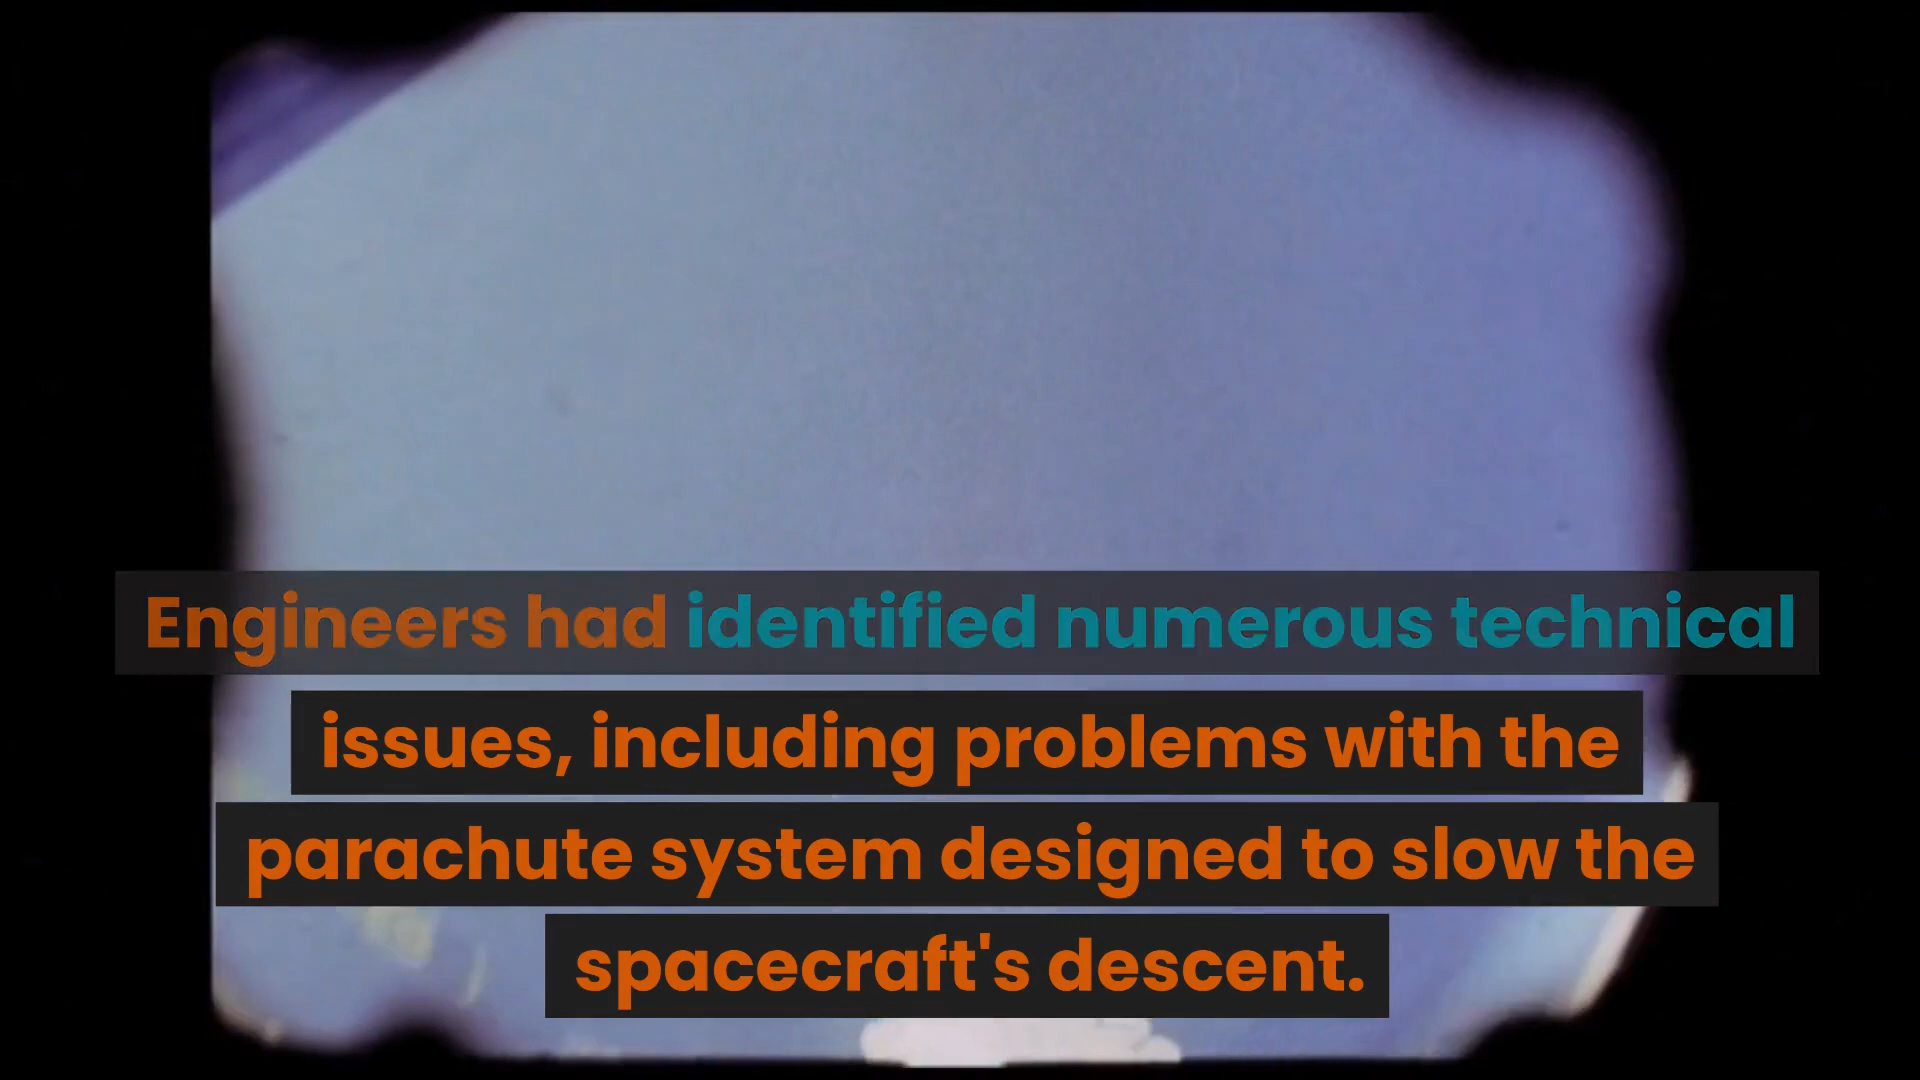 Engineers had identified numerous technical
issues, including problems with the
parachute system designed to slow the
spacecraft's descent.